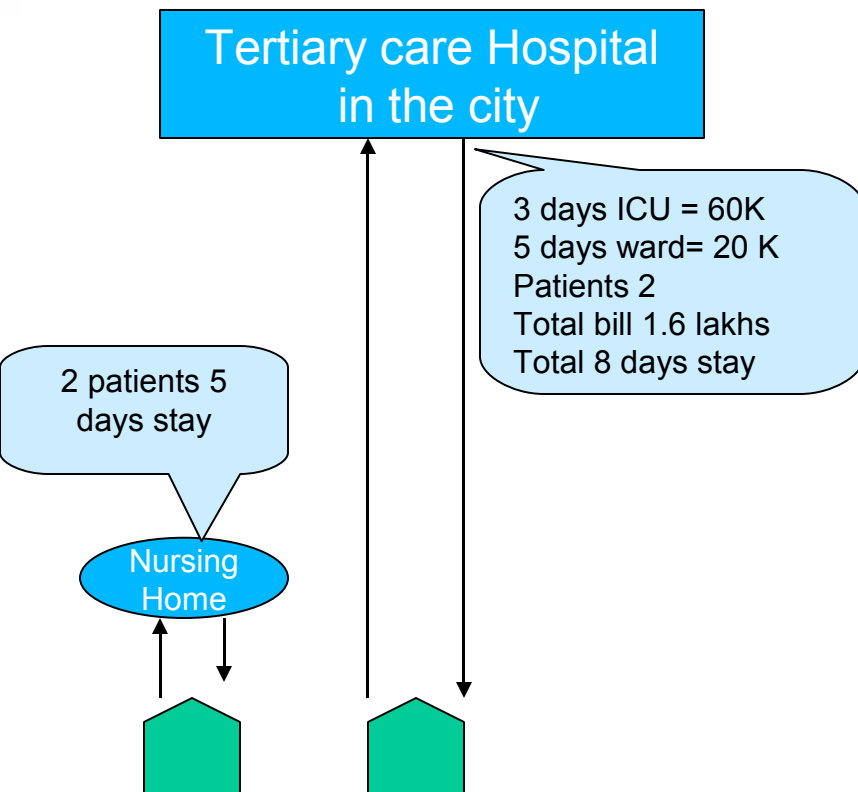 Tertiary care Hospital
in the city
3 days ICU = 60K
5 days ward= 20 K
Patients 2
Total bill 1.6 lakhs
Total 8 days stay
2 patients 5
days stay
Nursing
Home